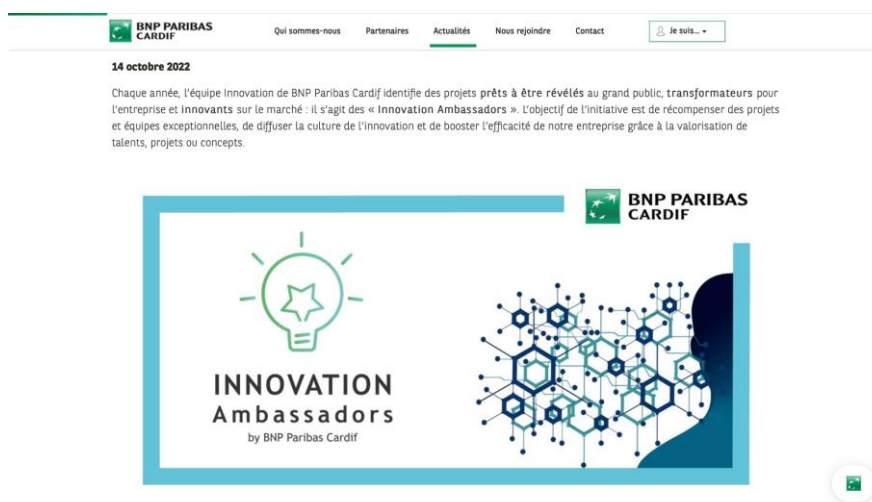 BNP PARIBAS
CARDIF
Qui sommes-nous
Partenaires
Actualités
Nous rejoindre
Contact
Je suis...
14 octobre 2022
Chaque année, l'équipe Innovation de BNP Paribas Cardif identifie des projets prêts à être révélés au grand public, transformateurs pour
l'entreprise et innovants sur le marché : il s'agit des « Innovation Ambassadors ». L'objectif de l'initiative est de récompenser des projets
et équipes exceptionnelles, de diffuser la culture de l'innovation et de booster l'efficacité de notre entreprise grâce à la valorisation de
talents, projets ou concepts.
BNP PARIBAS
CARDIF
INNOVATION
Ambassadors
by BNP Paribas Cardif